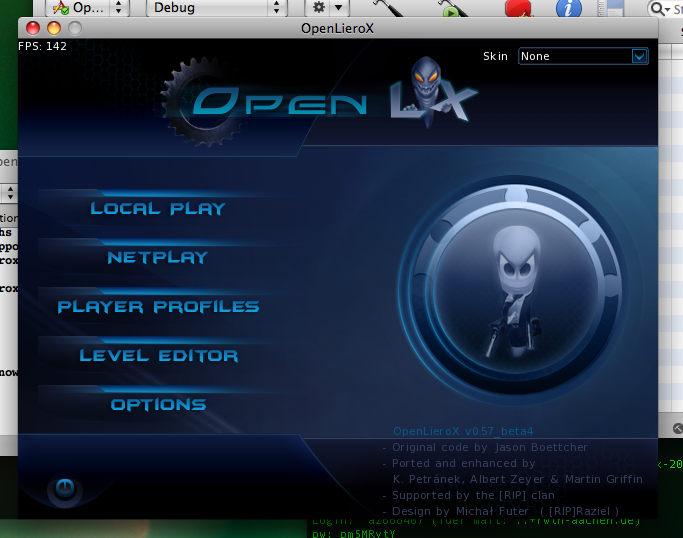 Op...
Debug
OpenLieroX
FPS: 142
Skin
None
OPEN LX
LOCAL PLAY
NETPLAY
PLAYER PROFILES
LEVEL EDITOR
OPTIONS
OpenLieroX v0.57_beta4
- Original code by Jason Boettcher
- Ported and enhanced by
K. Petránek, Albert Zeyer & Martin Griffin
- Supported by the [RIP] clan
- Design by Michał Futer ( [RIP]Raziel )